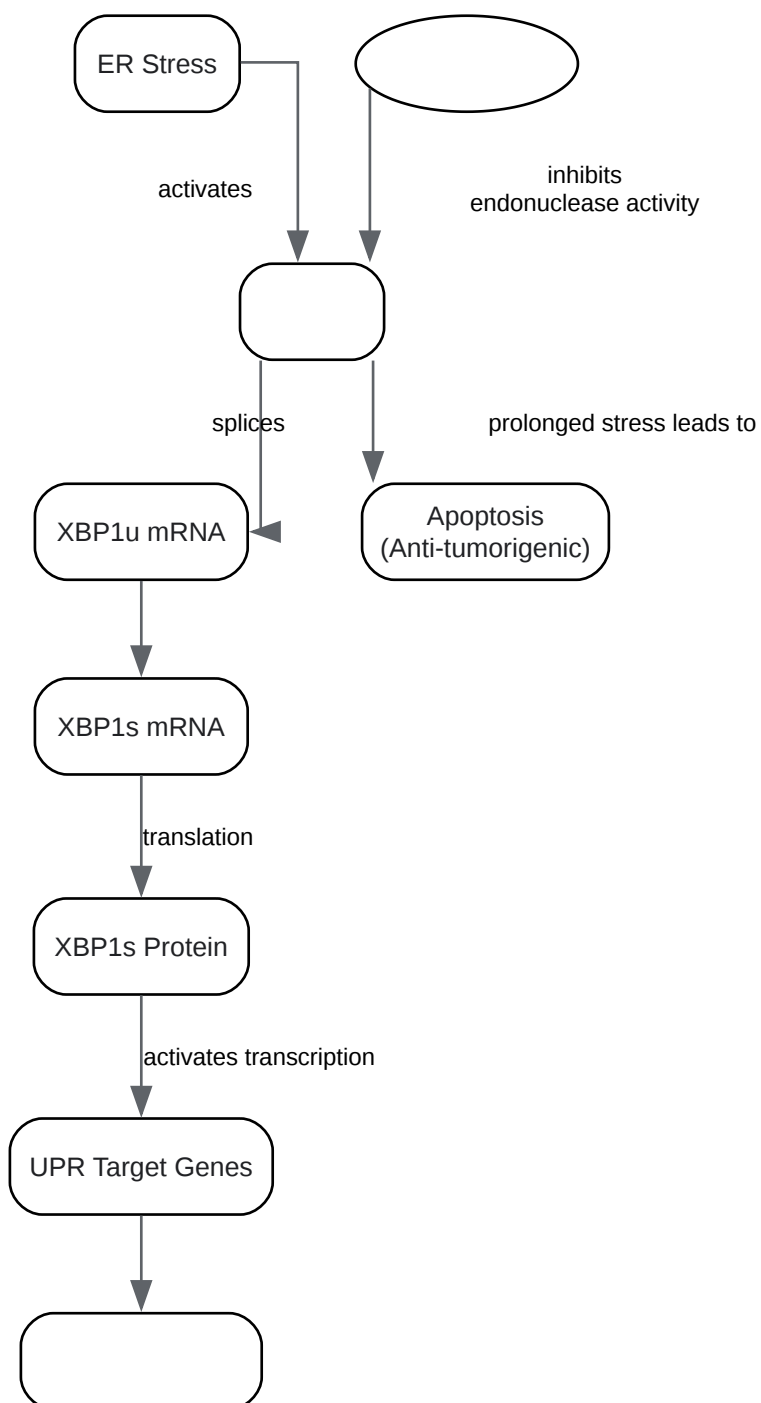 ER Stress
activates
inhibits
endonuclease activity
splices
prolonged stress leads to
XBP1u mRNA
Apoptosis
(Anti-tumorigenic)
XBP1s mRNA
translation
XBP1s Protein
activates transcription
UPR Target Genes